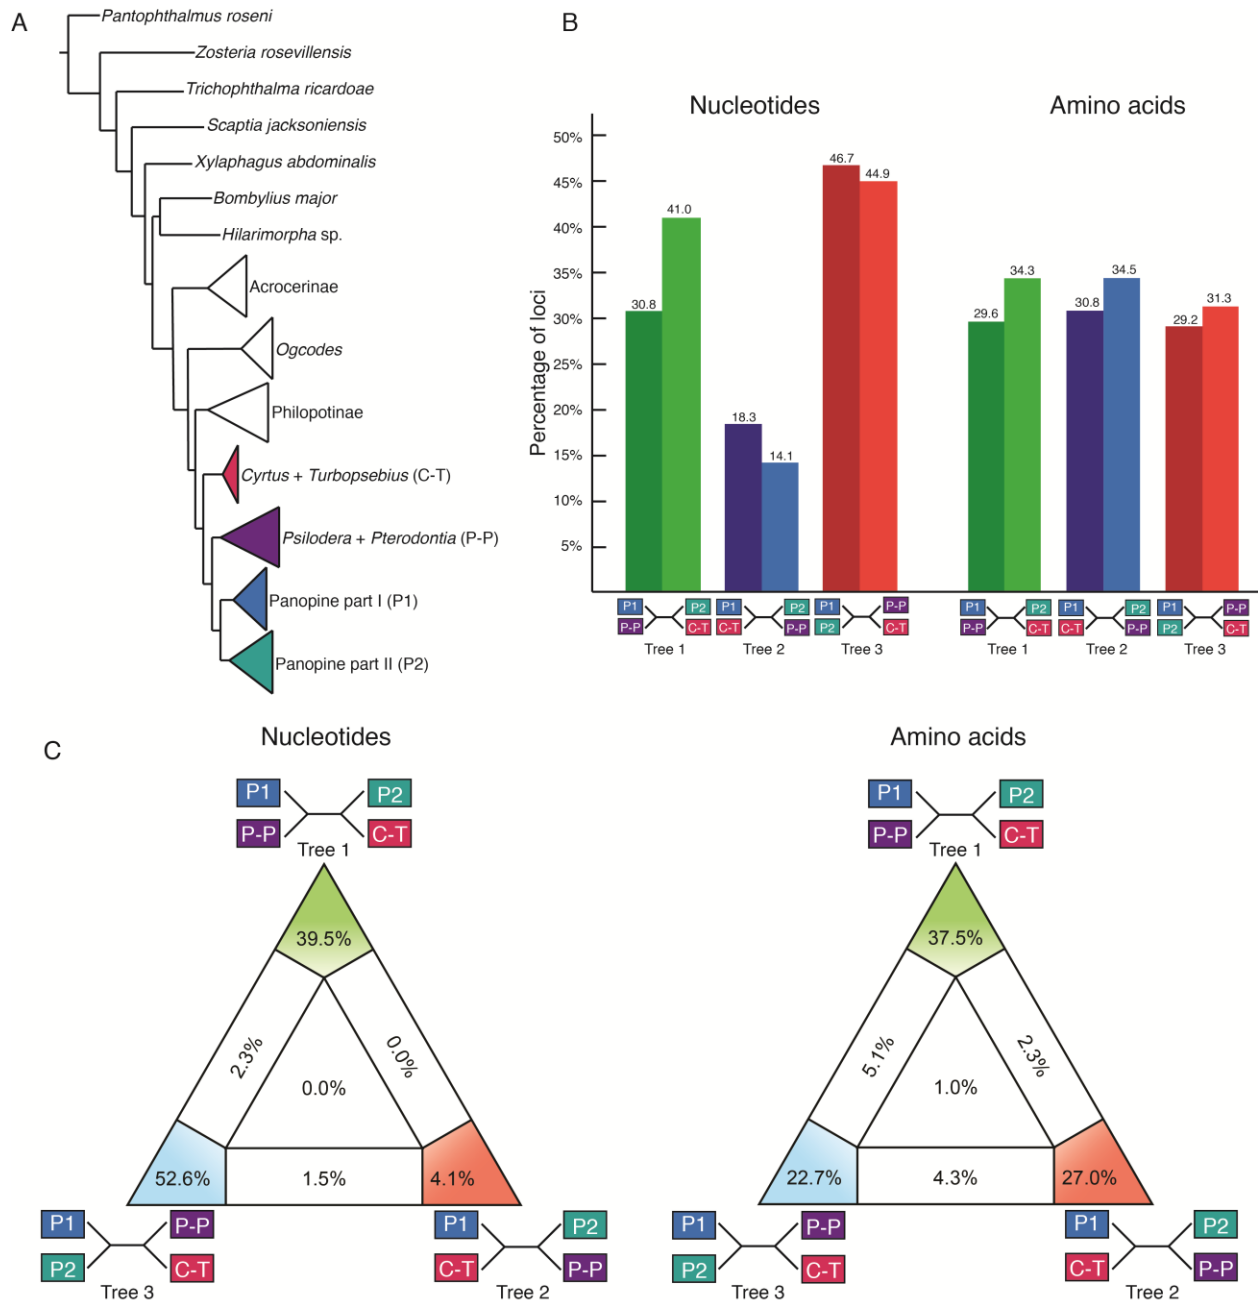 A
Pantophthalmus roseni
Zosteria rosevillensis
Trichophthalma ricardoae
Scaptia jacksoniensis
Xylaphagus abdominalis
Bombylius major
Hilarimorpha sp.
Acrocerinae
Ogcodes
Philopotinae
Cyrtus + Turbopsebius (C-T)
Psilodera + Pterodontia (P-P)
Panopine part I (P1)
Panopine part II (P2)
B
Nucleotides Amino acids
Percentage of loci
50%
45%
40%
35%
30%
25%
20%
15%
10%
5%
30.8 41.0 18.3 14.1 46.7 44.9 29.6 34.3 30.8 34.5 29.2 31.3
P1 P2 P1 P2 P1 P-P P1 P2 P1 P2 P1 P-P
P-P C-T C-T P-P P2 C-T P-P C-T C-T P-P P2 C-T
Tree 1 Tree 2 Tree 3 Tree 1 Tree 2 Tree 3
C
Nucleotides
P1 P2
P-P C-T
Tree 1
39.5%
2.3% 0.0%
0.0%
52.6% 1.5% 4.1%
P1 P-P P1 P2
P2 C-T C-T P-P
Tree 3 Tree 2
Amino acids
P1 P2
P-P C-T
Tree 1
37.5%
5.1% 2.3%
1.0%
22.7% 4.3% 27.0%
P1 P-P P1 P2
P2 C-T C-T P-P
Tree 3 Tree 2